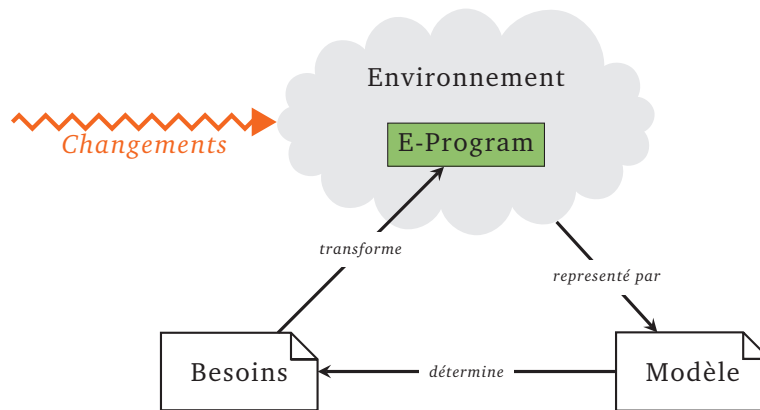 Environnement
E-Program
Changements
transforme
representé par
Besoins
détermine
Modèle